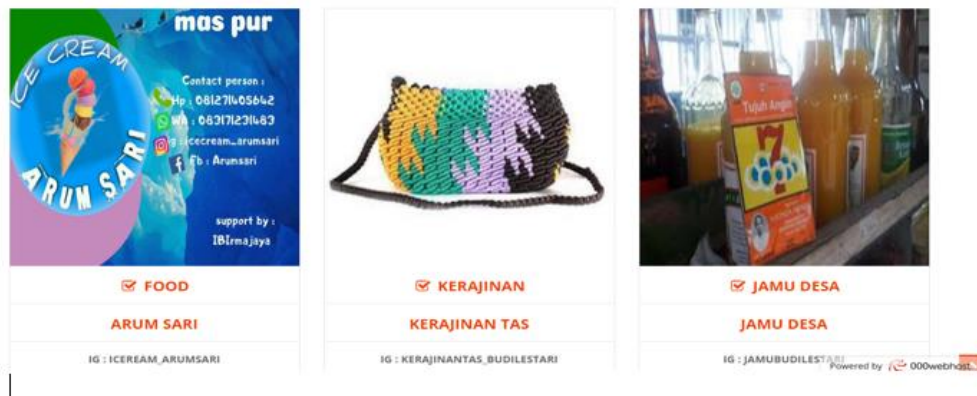 mas pur
ICE CREAM
ARUM SARI
Contact person :
Hp : 081271405642
WA : 083171231483
Ig : icecream_arumsari
Fb : Arumsari
support by :
IBIrmajaya
Tujuh Angin
7
FOOD
KERAJINAN
JAMU DESA
ARUM SARI
KERAJINAN TAS
JAMU DESA
IG : ICEREAM_ARUMSARI
IG : KERAJINANTAS_BUDILESTARI
IG : JAMUBUDILESTARI
Powered by 000webhost